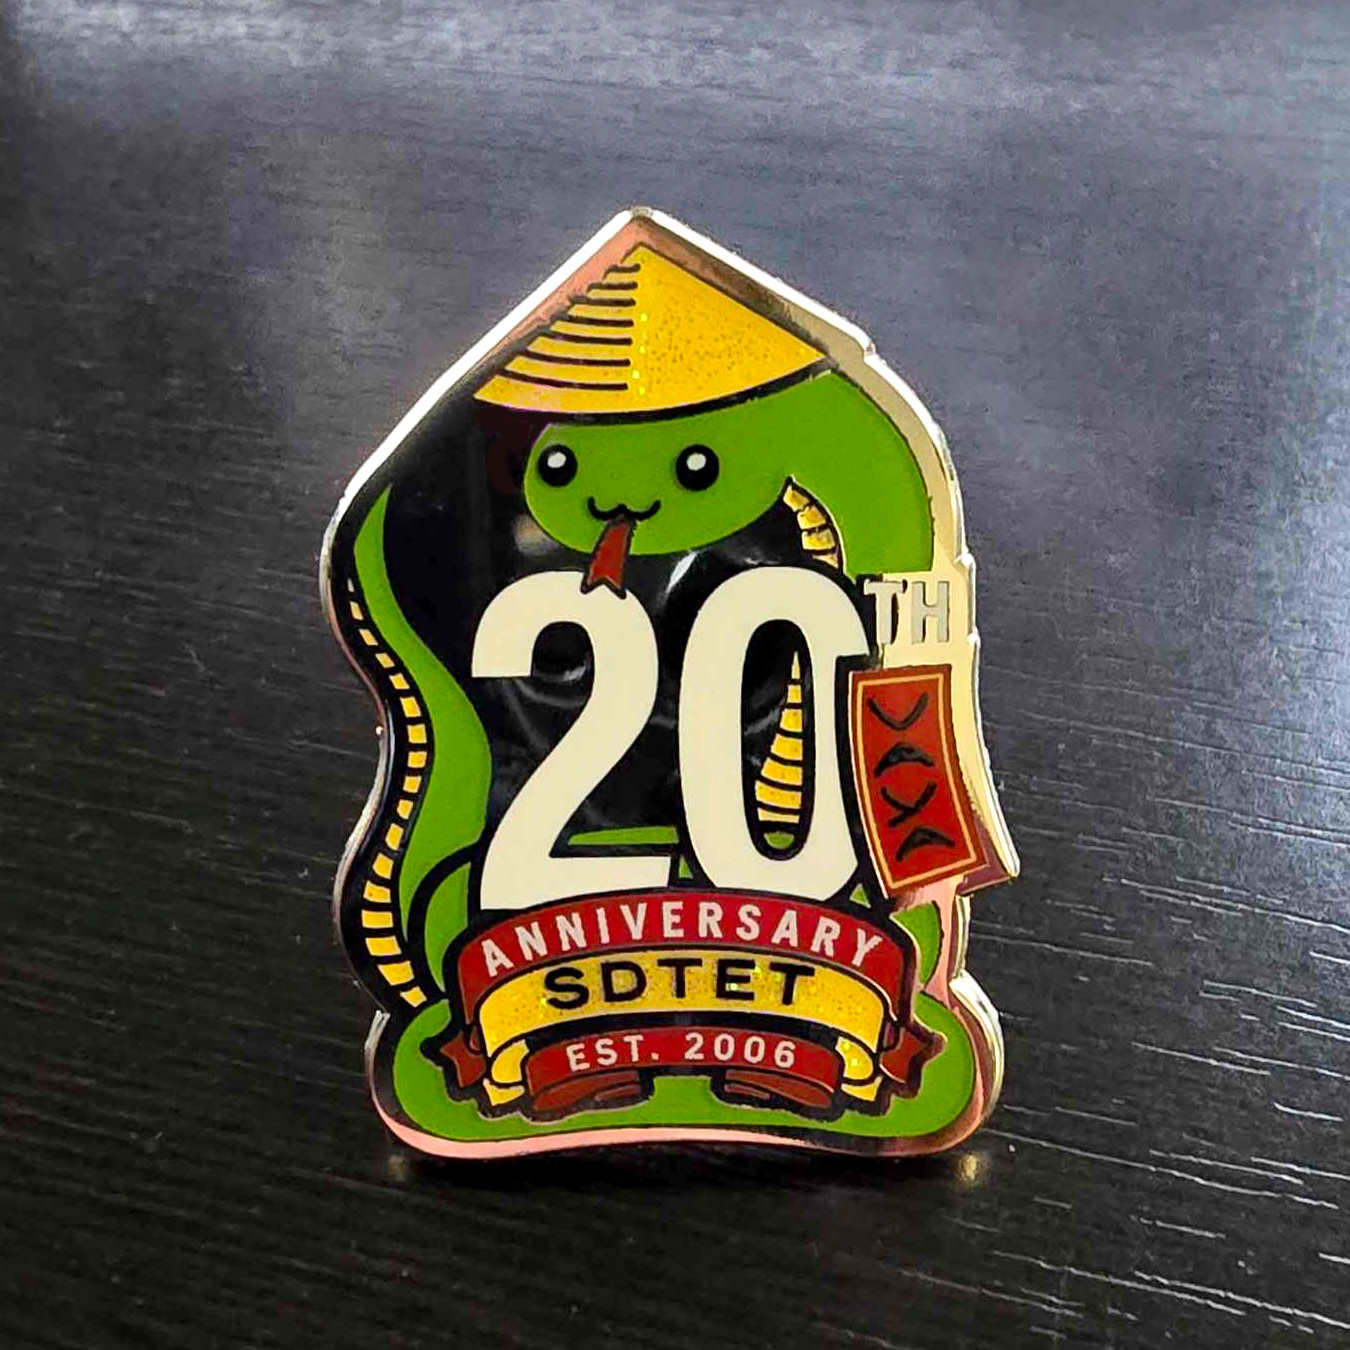 20TH
ANNIVERSARY
SDTET
EST. 2006